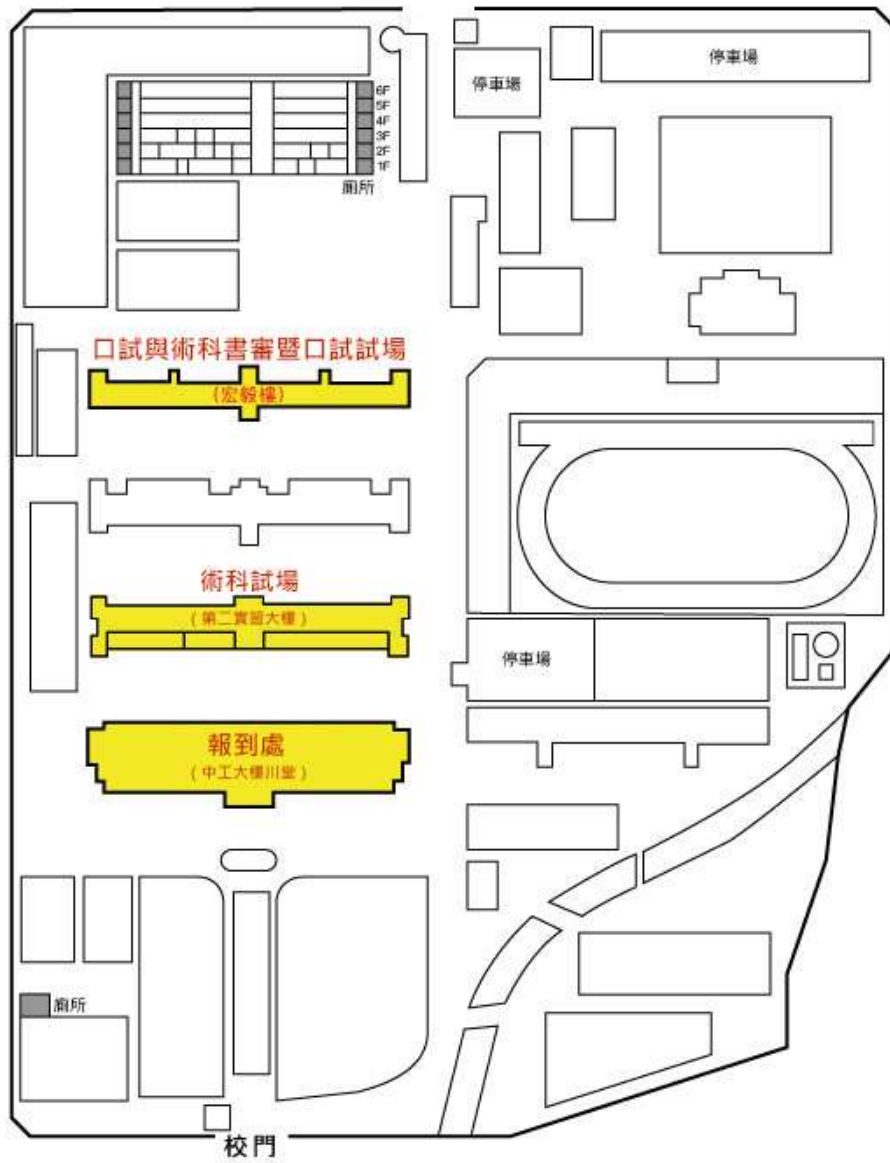 停車場
停車場
6F
5F
4F
3F
2F
1F
廁所
口試與術科書審暨口試試場
(宏毅樓)
術科試場
(第二實習大樓)
停車場
報到處
(中工大樓川堂)
廁所
校門